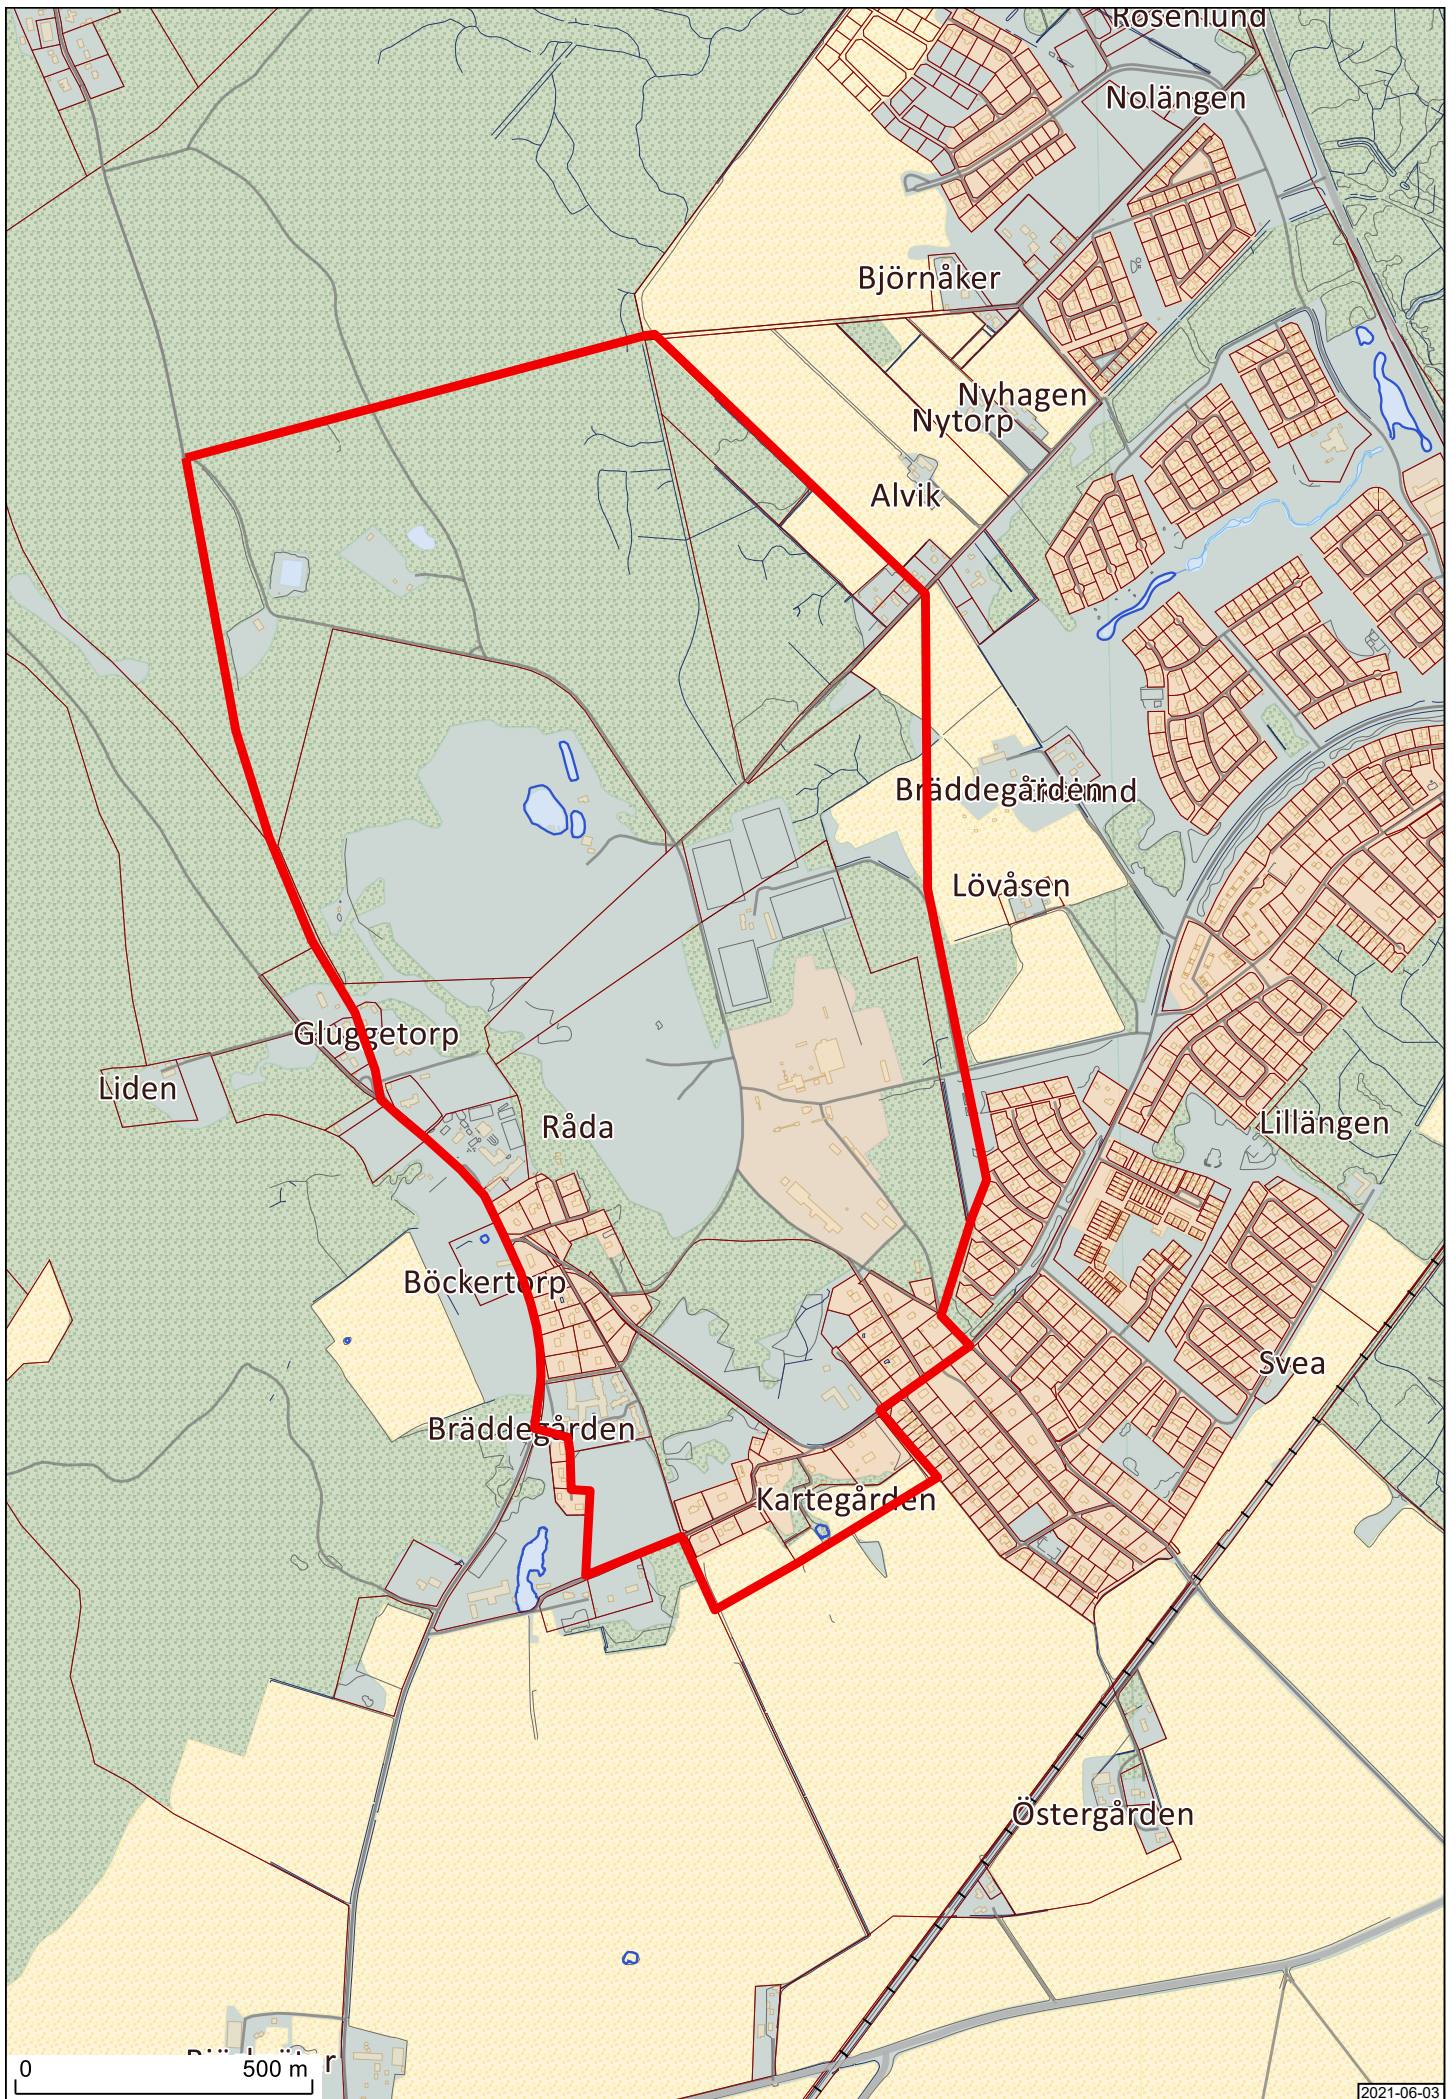 Rosenlund
Nolängen
Björnåker
Nyhagen
Nytorp
Alvik
Bräddegården
Lövåsen
Gluggetorp
Liden
Råda
Lillängen
Böckertorp
Svea
Bräddegården
Kartegården
Östergården
0 500 m
2021-06-03